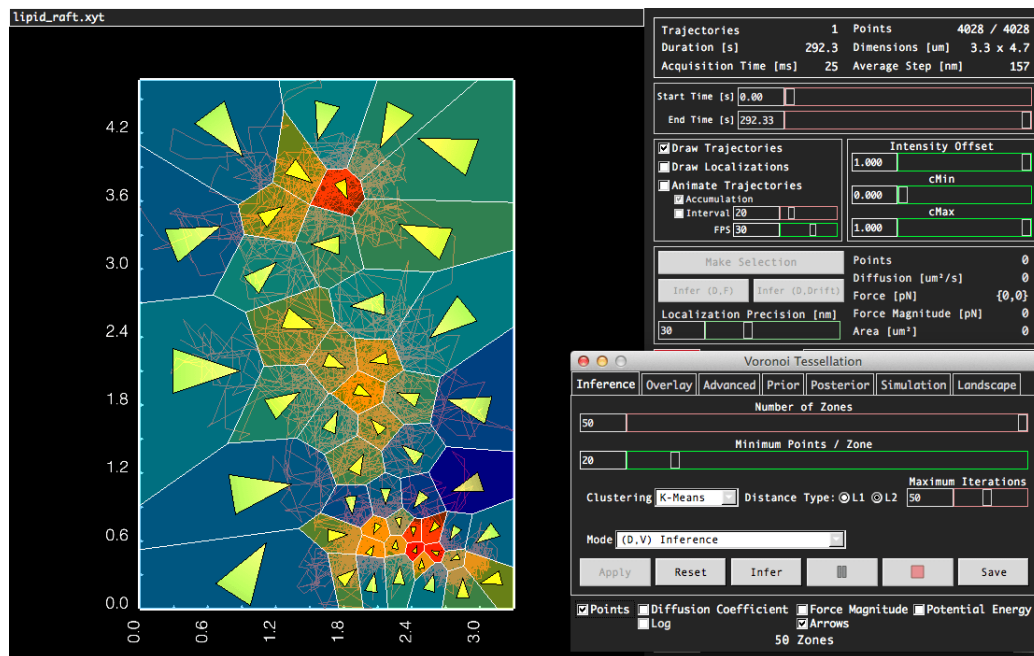 lipid_raft.xyt
Trajectories 1 Points 4028 / 4028
Duration [s] 292.3 Dimensions [um] 3.3 x 4.7
Acquisition Time [ms] 25 Average Step [nm] 157
Start Time [s] 0.00
End Time [s] 292.33
Draw Trajectories
Draw Localizations
Animate Trajectories
Accumulation
Interval 20
FPS 30
Intensity Offset
1.000
cMin
0.000
cMax
1.000
Make Selection
Infer (D,F) Infer (D,Drift)
Localization Precision [nm]
30
Points 0
Diffusion [um²/s] 0
Force [pN] {0,0}
Force Magnitude [pN] 0
Area [um²] 0
Voronoi Tessellation
Inference Overlay Advanced Prior Posterior Simulation Landscape
Number of Zones
50
Minimum Points / Zone
20
Maximum Iterations
Clustering K-Means Distance Type: L1 L2 50
Mode (D,V) Inference
Apply Reset Infer Save
Points Diffusion Coefficient Force Magnitude Potential Energy
Log Arrows
50 Zones
4.2
3.6
3.0
2.4
1.8
1.2
0.6
0.0
0.0 0.6 1.2 1.8 2.4 3.0